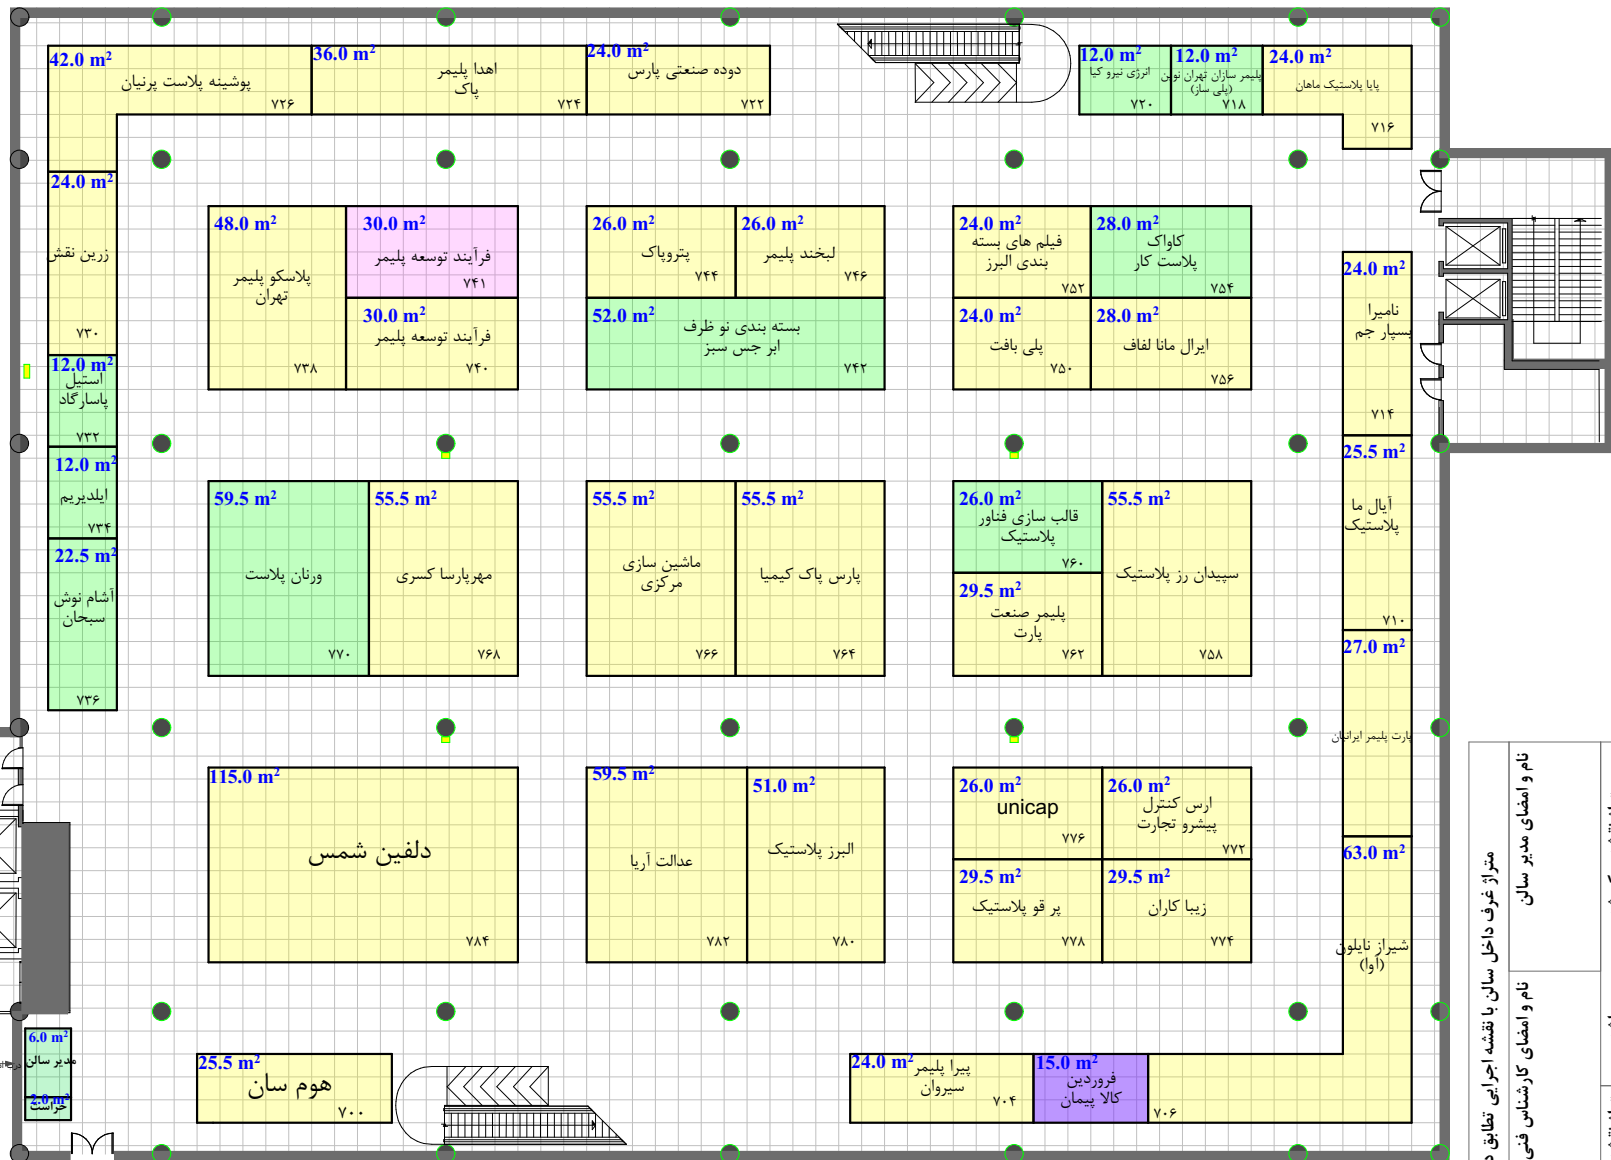 42.0 m²
پوشینه پلاست پرنیان
۷۲۶
36.0 m²
اهدا پلیمر
پاک
۷۲۴
24.0 m²
دوده صنعتی پارس
۷۲۲
12.0 m²
انرژی نیرو کیا
۷۲۰
12.0 m²
پلیمر سازان تهران نوین
(پلی ساز)
۷۱۸
24.0 m²
پایا پلاستیک ماهان
۷۱۶
24.0 m²
زرین نقش
۷۳۰
12.0 m²
استیل
پاسارگاد
۷۳۲
12.0 m²
ایلدیریم
۷۳۴
22.5 m²
آشام نوش
سبحان
۷۳۶
48.0 m²
پلاسکو پلیمر
تهران
۷۳۸
30.0 m²
فرآیند توسعه پلیمر
۷۴۱
30.0 m²
فرآیند توسعه پلیمر
۷۴۰
26.0 m²
پتروپاک
۷۴۴
26.0 m²
لبخند پلیمر
۷۴۶
52.0 m²
بسته بندی نو ظرف
ابر جس سبز
۷۴۲
24.0 m²
فیلم های بسته
بندی البرز
۷۵۲
28.0 m²
کاواک
پلاست کار
۷۵۴
24.0 m²
پلی بافت
۷۵۰
28.0 m²
ایرال مانا لفاف
۷۵۶
24.0 m²
نامیرا
بسپار جم
۷۱۴
25.5 m²
آیال ما
پلاستیک
۷۱۰
27.0 m²
پارت پلیمر ایرانیان
63.0 m²
شیراز نایلون
(آوا)
۷۰۶
59.5 m²
ورنان پلاست
۷۷۰
55.5 m²
مهرپارسا کسری
۷۶۸
55.5 m²
ماشین سازی
مرکزی
۷۶۶
55.5 m²
پارس پاک کیمیا
۷۶۴
26.0 m²
قالب سازی فناور
پلاستیک
۷۶۰
29.5 m²
پلیمر صنعت
پارت
۷۶۲
55.5 m²
سپیدان رز پلاستیک
۷۵۸
115.0 m²
دلفین شمس
۷۸۴
59.5 m²
عدالت آریا
۷۸۲
51.0 m²
البرز پلاستیک
۷۸۰
26.0 m²
unicap
۷۷۶
26.0 m²
ارس کنترل
پیشرو تجارت
۷۷۲
29.5 m²
پر قو پلاستیک
۷۷۸
29.5 m²
زیبا کاران
۷۷۴
6.0 m²
مدیر سالن
2.0 m²
حراست
25.5 m²
هوم سان
۷۰۰
24.0 m²
پیرا پلیمر
سیروان
۷۰۴
15.0 m²
فروردین
کالا پیمان
متراژ غرف داخل سالن با نقشه اجرایی تطابق
نام و امضای مدیر سالن
نام و امضای کارشناس فنی